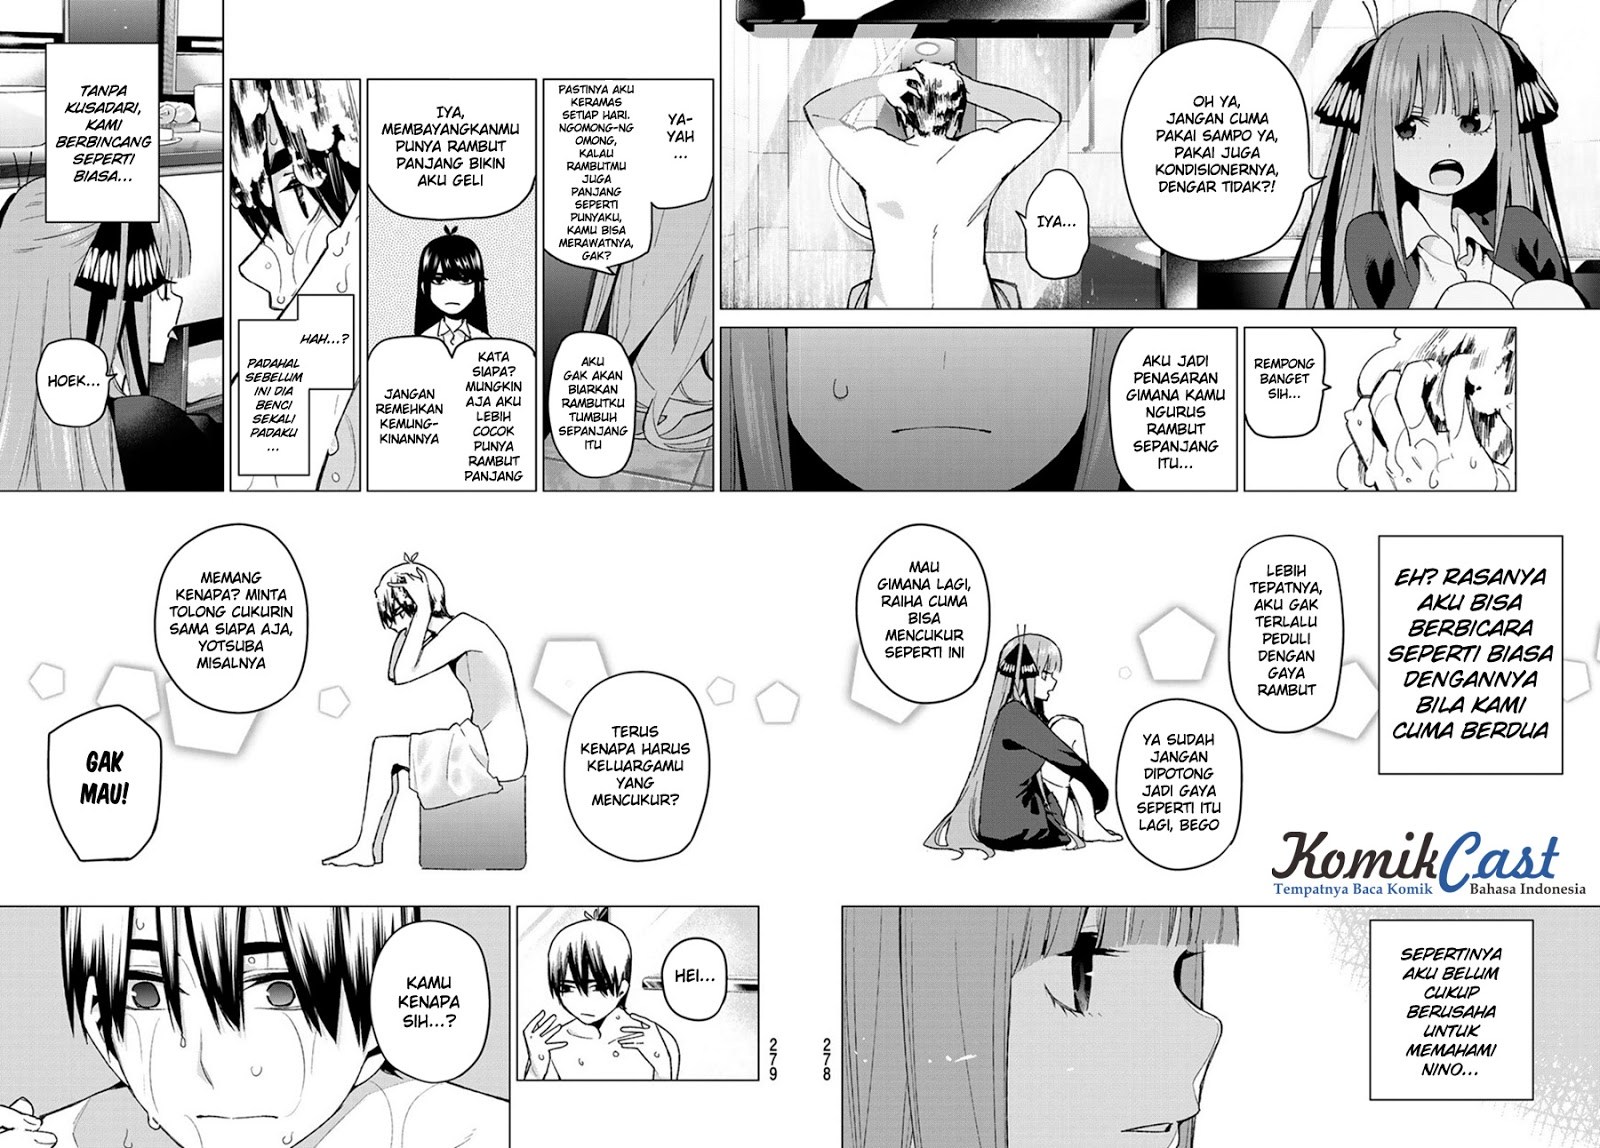 OH YA,
JANGAN CUMA
PAKAI SAMPO YA,
PAKAI JUGA
KONDISIONERNYA,
DENGAR TIDAK?!
IYA...
REMPONG
BANGET
SIH...
AKU JADI
PENASARAN
GIMANA KAMU
NGURUS
RAMBUT
SEPANJANG
ITU...
YA-
YAH
...
PASTINYA AKU
KERAMAS
SETIAP HARI.
NGOMONG-NG
OMONG,
KALAU
RAMBUTMU
JUGA
PANJANG
SEPERTI
PUNYAKU,
KAMU BISA
MERAWATNYA,
GAK?
AKU
GAK AKAN
BIARKAN
RAMBUTKU
TUMBUH
SEPANJANG
ITU
IYA,
MEMBAYANGKANMU
PUNYA RAMBUT
PANJANG BIKIN
AKU GELI
KATA
SIAPA?
MUNGKIN
AJA AKU
LEBIH
COCOK
PUNYA
RAMBUT
PANJANG
JANGAN
REMEHKAN
KEMUNG-
KINANNYA
HAH...?
PADAHAL
SEBELUM
INI DIA
BENCI
SEKALI
PADAKU
...
TANPA
KUSADARI,
KAMI
BERBINCANG
SEPERTI
BIASA...
HOEK...
EH? RASANYA
AKU BISA
BERBICARA
SEPERTI BIASA
DENGANNYA
BILA KAMI
CUMA BERDUA
LEBIH
TEPATNYA,
AKU GAK
TERLALU
PEDULI
DENGAN
GAYA
RAMBUT
YA SUDAH
JANGAN
DIPOTONG
JADI GAYA
SEPERTI ITU
LAGI, BEGO
MAU
GIMANA LAGI,
RAIHA CUMA
BISA
MENCUKUR
SEPERTI INI
TERUS
KENAPA HARUS
KELUARGAMU
YANG
MENCUKUR?
MEMANG
KENAPA? MINTA
TOLONG CUKURIN
SAMA SIAPA AJA,
YOTSUBA
MISALNYA
GAK
MAU!
KomikCast
Tempatnya Baca Komik Bahasa Indonesia
SEPERTINYA
AKU BELUM
CUKUP
BERUSAHA
UNTUK
MEMAHAMI
NINO...
278
279
HEI...
KAMU
KENAPA
SIH...?